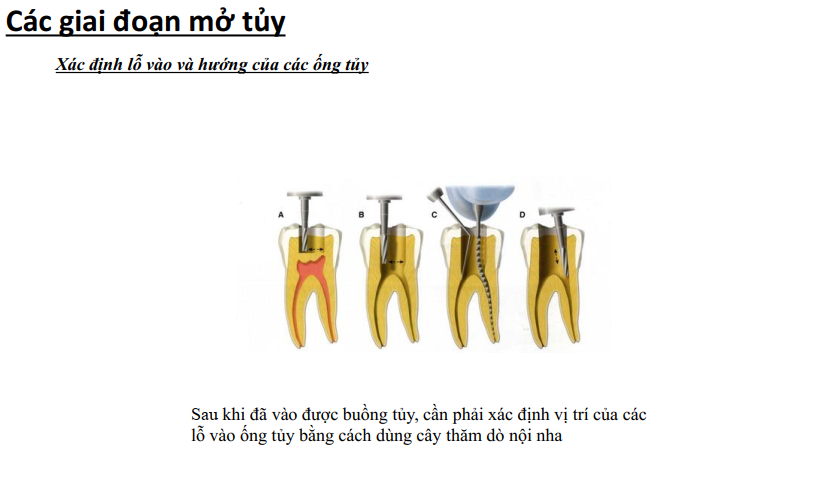 Các giai đoạn mở tủy
Xác định lỗ vào và hướng của các ống tủy
A B C D
Sau khi đã vào được buồng tủy, cần phải xác định vị trí của các
lỗ vào ống tủy bằng cách dùng cây thăm dò nội nha